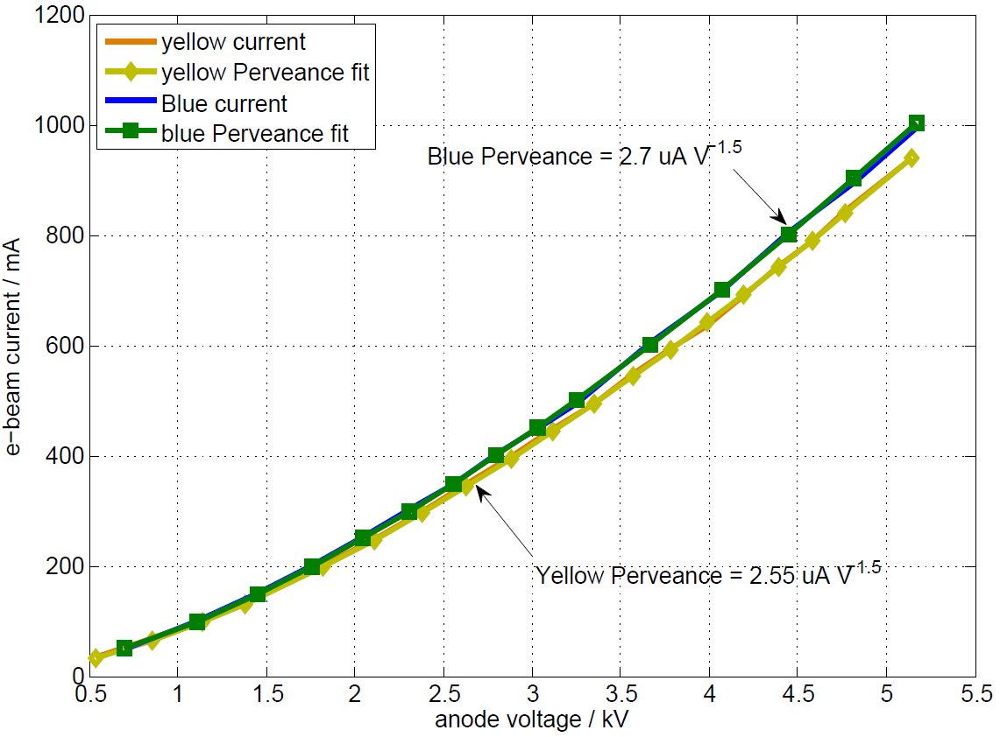 1200
1000
800
600
400
200
0
e−beam current / mA
yellow current
yellow Perveance fit
Blue current
blue Perveance fit
Blue Perveance = 2.7 uA V−1.5
Yellow Perveance = 2.55 uA V−1.5
0.5 1 1.5 2 2.5 3 3.5 4 4.5 5 5.5
anode voltage / kV